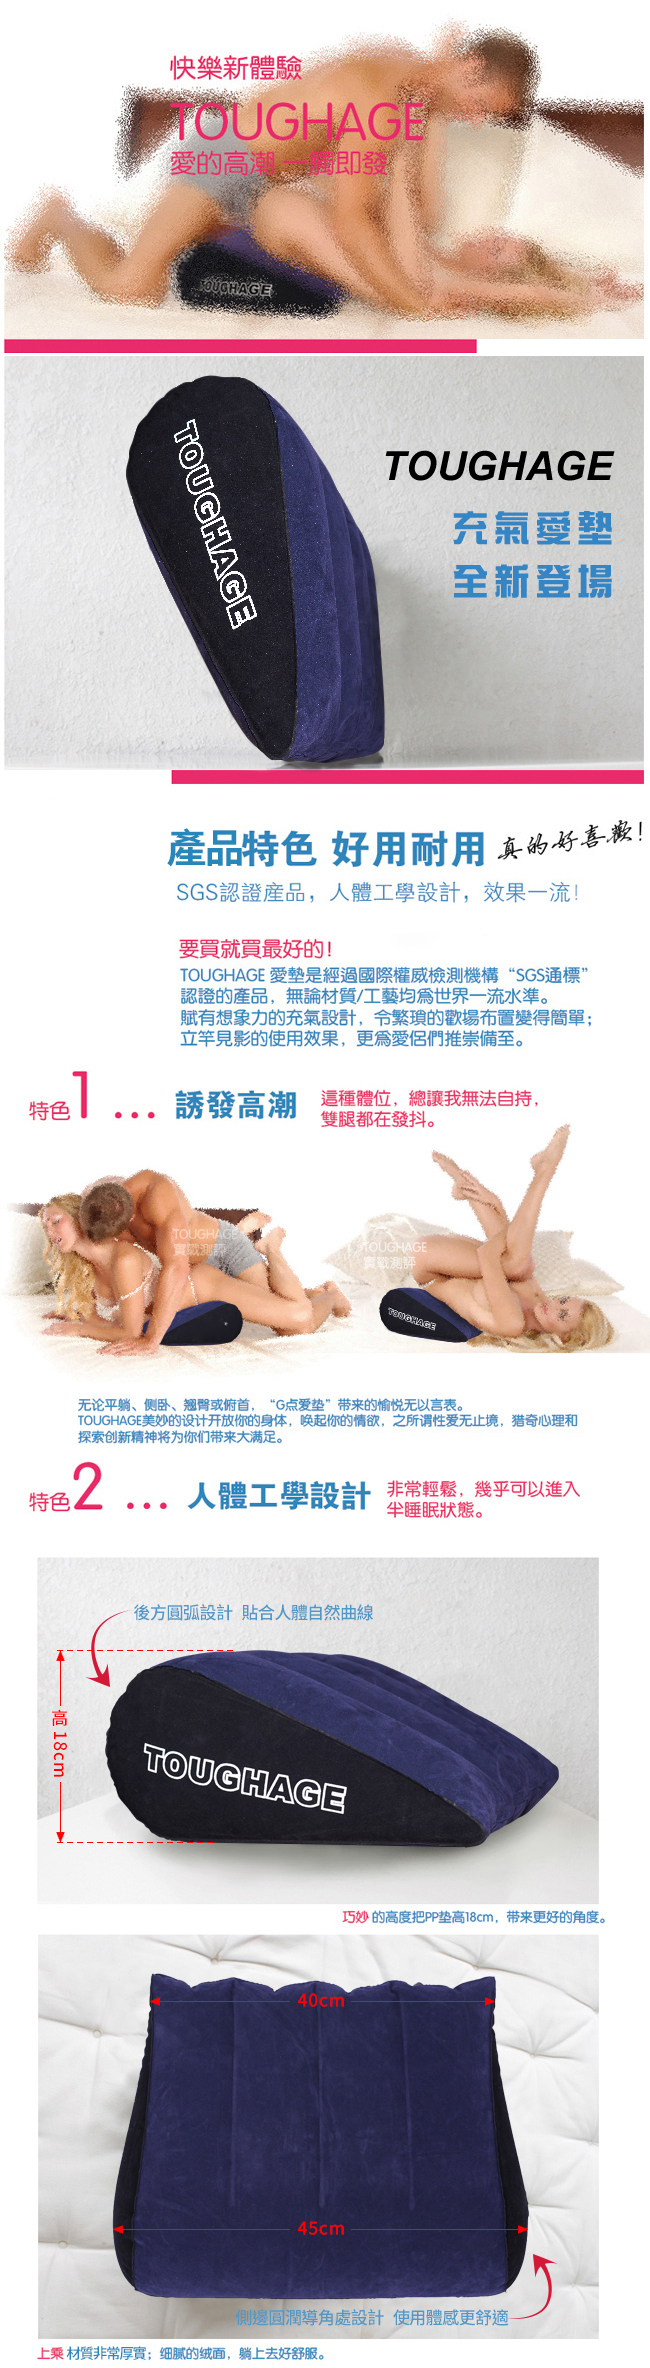 快樂新體驗
TOUGHAGE
愛的高潮 一觸即發
TOUGHAGE
TOUGHAGE
TOUGHAGE
充氣愛墊
全新登場
產品特色 好用耐用 真的好喜歡!
SGS認證産品，人體工學設計，效果一流!
要買就買最好的!
TOUGHAGE 愛墊是經過國際權威檢測機構“SGS通標”
認證的產品，無論材質/工藝均為世界一流水準。
賦有想象力的充氣設計，令繁瑣的歡場布置變得簡單；
立竿見影的使用效果，更為愛侶們推崇備至。
特色1 ... 誘發高潮
這種體位，總讓我無法自持，
雙腿都在發抖。
TOUGHAGE
實戰測評
TOUGHAGE
實戰測評
TOUGHAGE
无论平躺、侧卧、翘臀或俯首，“G点爱垫”带来的愉悦无以言表。
TOUGHAGE美妙的设计开放你的身体，唤起你的情欲，之所谓性爱无止境，猎奇心理和
探索创新精神将为你们带来大满足。
特色2 ... 人體工學設計
非常輕鬆，幾乎可以進入
半睡眠狀態。
後方圓弧設計 貼合人體自然曲線
高 18cm
TOUGHAGE
巧妙 的高度把PP垫高18cm，带来更好的角度。
40cm
45cm
側邊圓潤導角處設計 使用體感更舒適
上乘 材質非常厚實；细腻的绒面，躺上去好舒服。